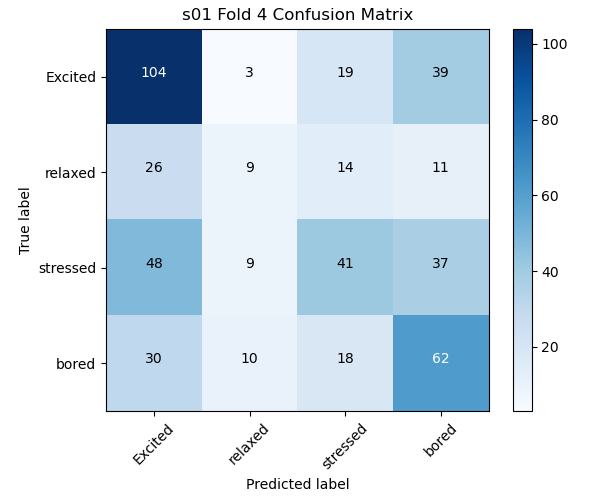 s01 Fold 4 Confusion Matrix
Excited 104 3 19 39
relaxed 26 9 14 11
stressed 48 9 41 37
bored 30 10 18 62
Excited relaxed stressed bored
Predicted label
True label
100
80
60
40
20